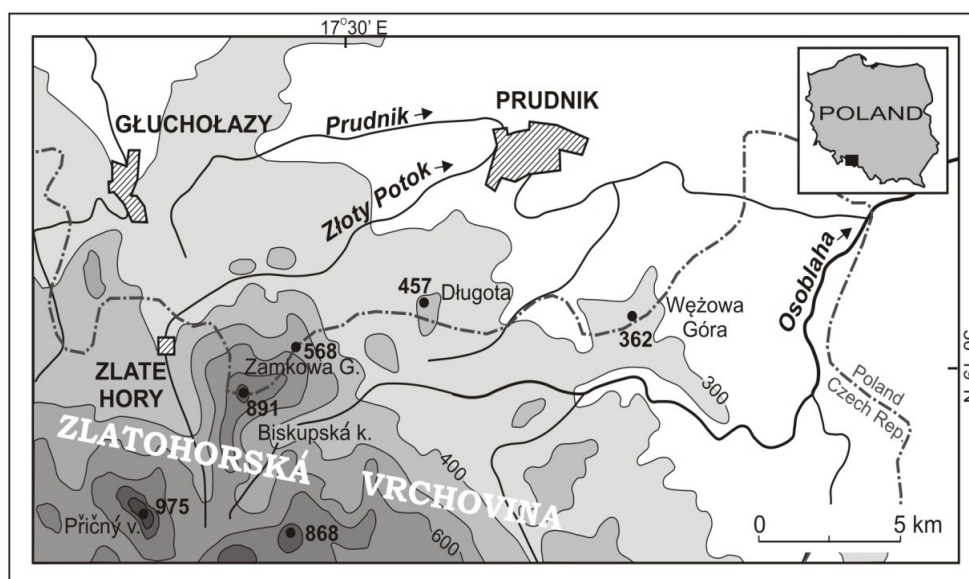 17°30' E
GŁUCHOŁAZY
Prudnik
PRUDNIK
POLAND
Złoty Potok
Osoblaha
457
Długota
Wężowa
Góra
362
568
Zamkowa G.
ZLATE
HORY
891
Biskupská k.
300
Poland
Czech Rep.
ZLATOHORSKÁ VRCHOVINA
400
975
Přičný v.
868
600
0 5 km